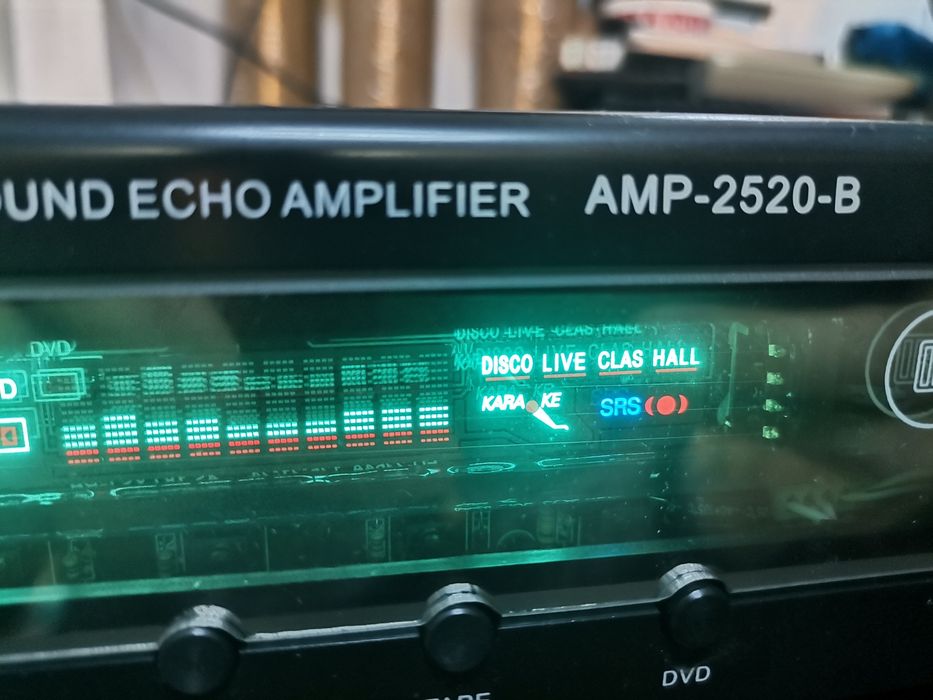 OUND ECHO AMPLIFIER AMP-2520-B
DVD
DISCO LIVE CLAS HALL
KARA KE SRS
DVD